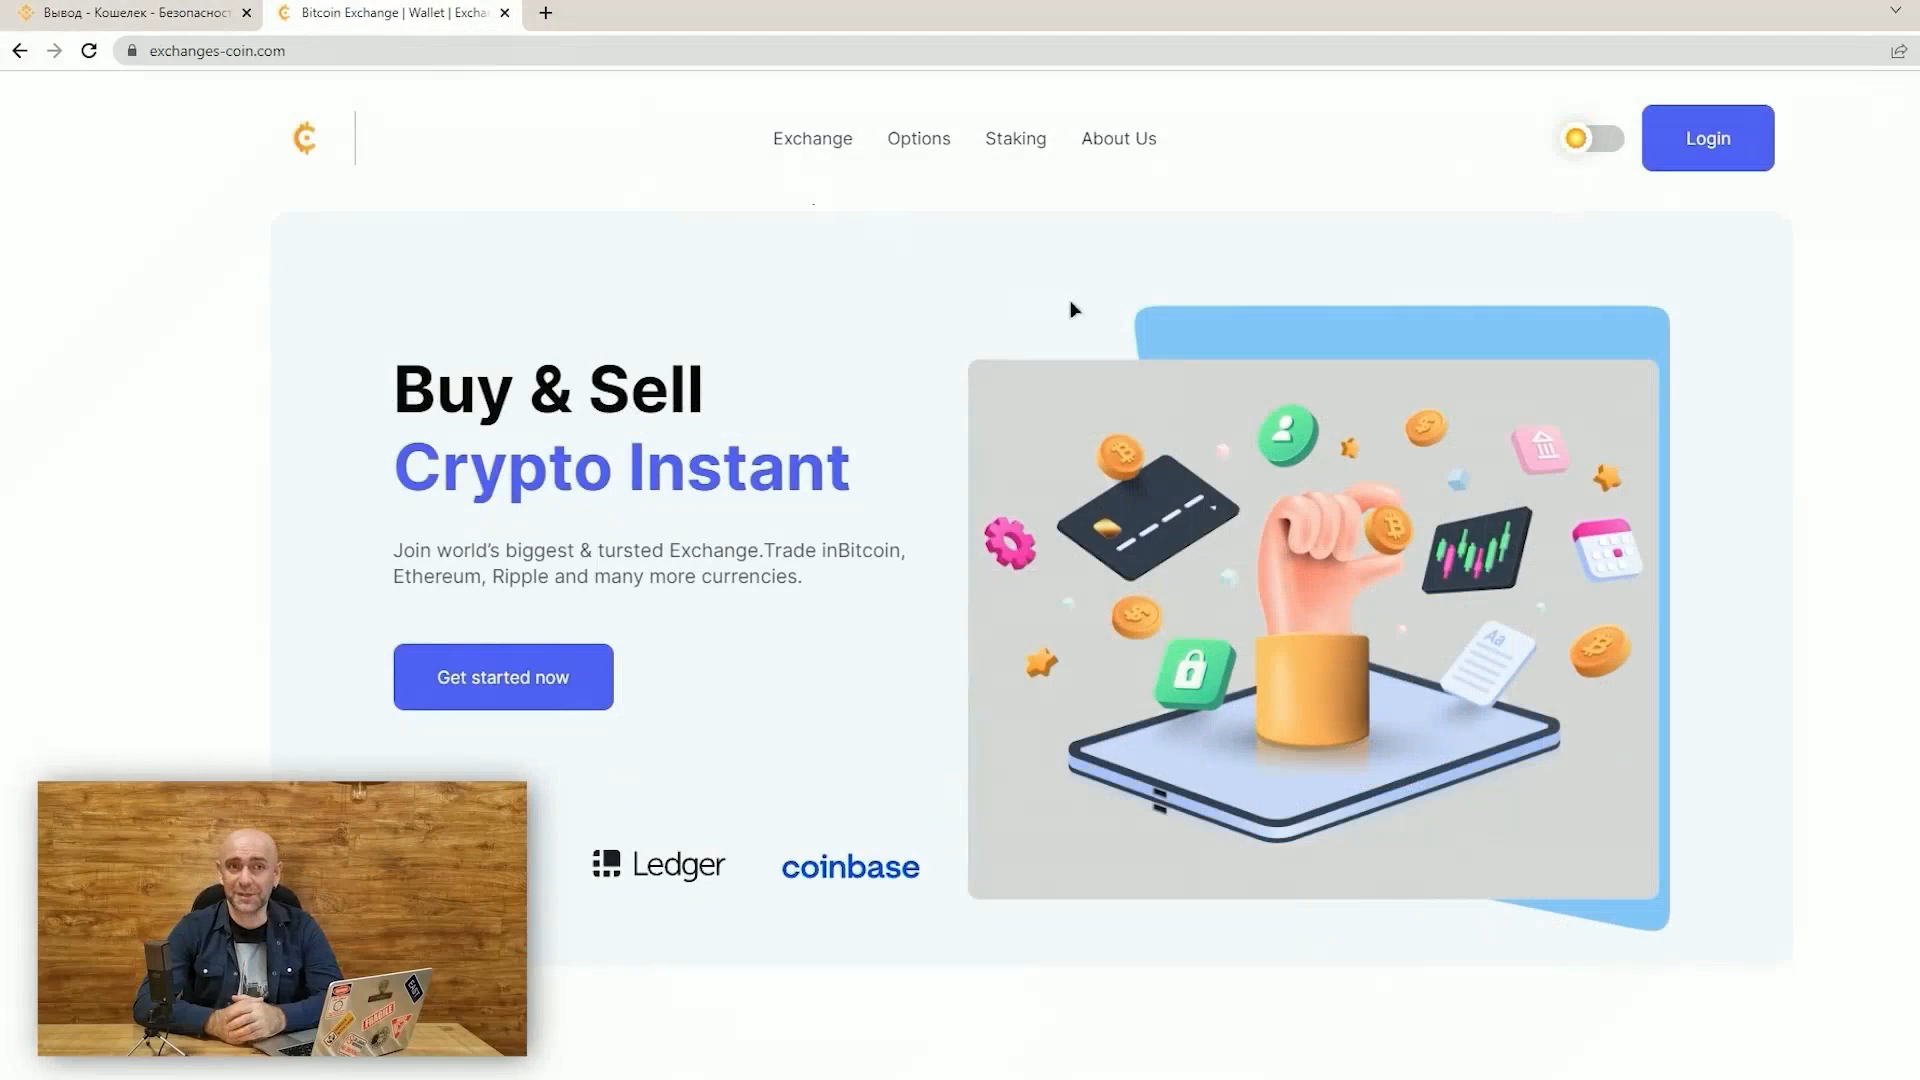 Вывод - Кошелек - Безопасност
Bitcoin Exchange | Wallet | Excha
exchanges-coin.com
Exchange
Options
Staking
About Us
Login
Buy & Sell
Crypto Instant
Join world’s biggest & tursted Exchange.Trade inBitcoin,
Ethereum, Ripple and many more currencies.
Get started now
Aa
Ledger
coinbase
FRAGILE